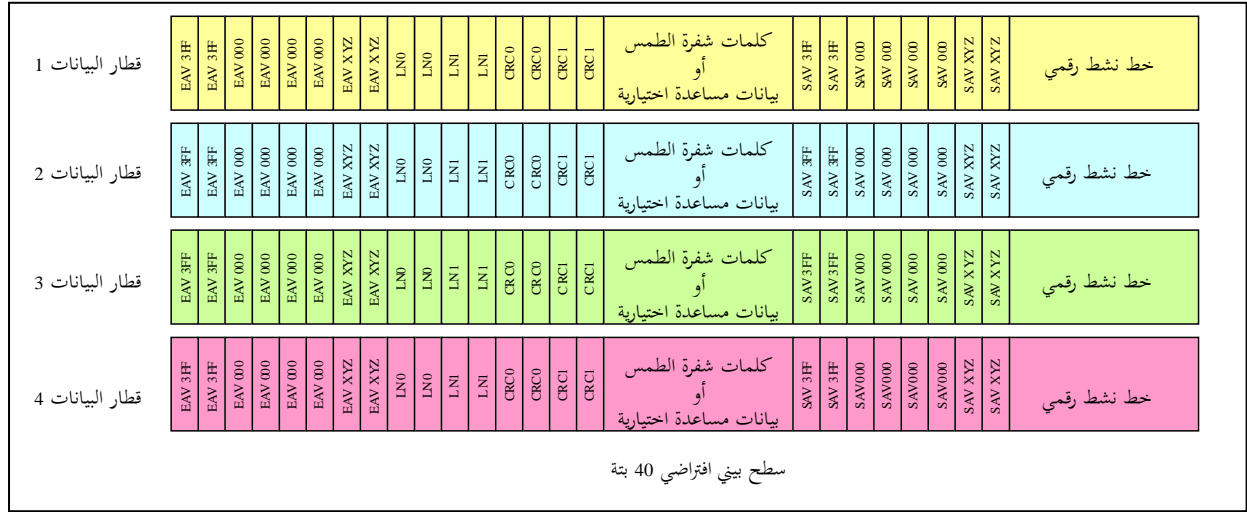 قطار البيانات 1
EAV 3FF
EAV 3FF
EAV 000
EAV 000
EAV 000
EAV 000
EAV XYZ
EAV XYZ
LN0
LN0
LN1
LN1
CRC0
CRC0
CRC1
CRC1
كلمات شفرة الطمس
أو
بيانات مساعدة اختيارية
SAV 3FF
SAV 3FF
SAV 000
SAV 000
SAV 000
SAV 000
SAV XYZ
SAV XYZ
خط نشط رقمي
قطار البيانات 2
EAV 3FF
EAV 3FF
EAV 000
EAV 000
EAV 000
EAV 000
EAV XYZ
EAV XYZ
LN0
LN0
LN1
LN1
CRC0
CRC0
CRC1
CRC1
كلمات شفرة الطمس
أو
بيانات مساعدة اختيارية
SAV 3FF
SAV 3FF
SAV 000
SAV 000
SAV 000
SAV 000
SAV XYZ
SAV XYZ
خط نشط رقمي
قطار البيانات 3
EAV 3FF
EAV 3FF
EAV 000
EAV 000
EAV 000
EAV 000
EAV XYZ
EAV XYZ
LN0
LN0
LN1
LN1
CRC0
CRC0
CRC1
CRC1
كلمات شفرة الطمس
أو
بيانات مساعدة اختيارية
SAV 3FF
SAV 3FF
SAV 000
SAV 000
SAV 000
SAV 000
SAV XYZ
SAV XYZ
خط نشط رقمي
قطار البيانات 4
EAV 3FF
EAV 3FF
EAV 000
EAV 000
EAV 000
EAV 000
EAV XYZ
EAV XYZ
LN0
LN0
LN1
LN1
CRC0
CRC0
CRC1
CRC1
كلمات شفرة الطمس
أو
بيانات مساعدة اختيارية
SAV 3FF
SAV 3FF
SAV000
SAV000
SAV000
SAV000
SAV XYZ
SAV XYZ
خط نشط رقمي
سطح بيني افتراضي 40 بتة